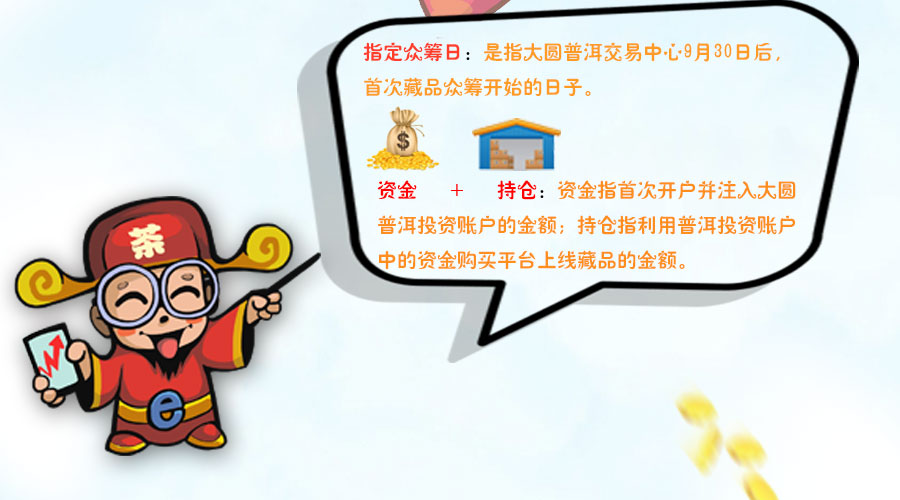 指定众筹日：是指大圆普洱交易中心9月30日后，
首次藏品众筹开始的日子。
$
资金 + 持仓：资金指首次开户并注入大圆
普洱投资账户的金额；持仓指利用普洱投资账户
中的资金购买平台上线藏品的金额。
茶
e